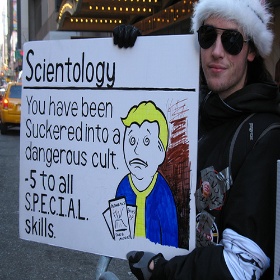 Scientology
You have been
Suckered into a
dangerous cult.
-5 to all
S.P.E.C.I.A.L.
skills.